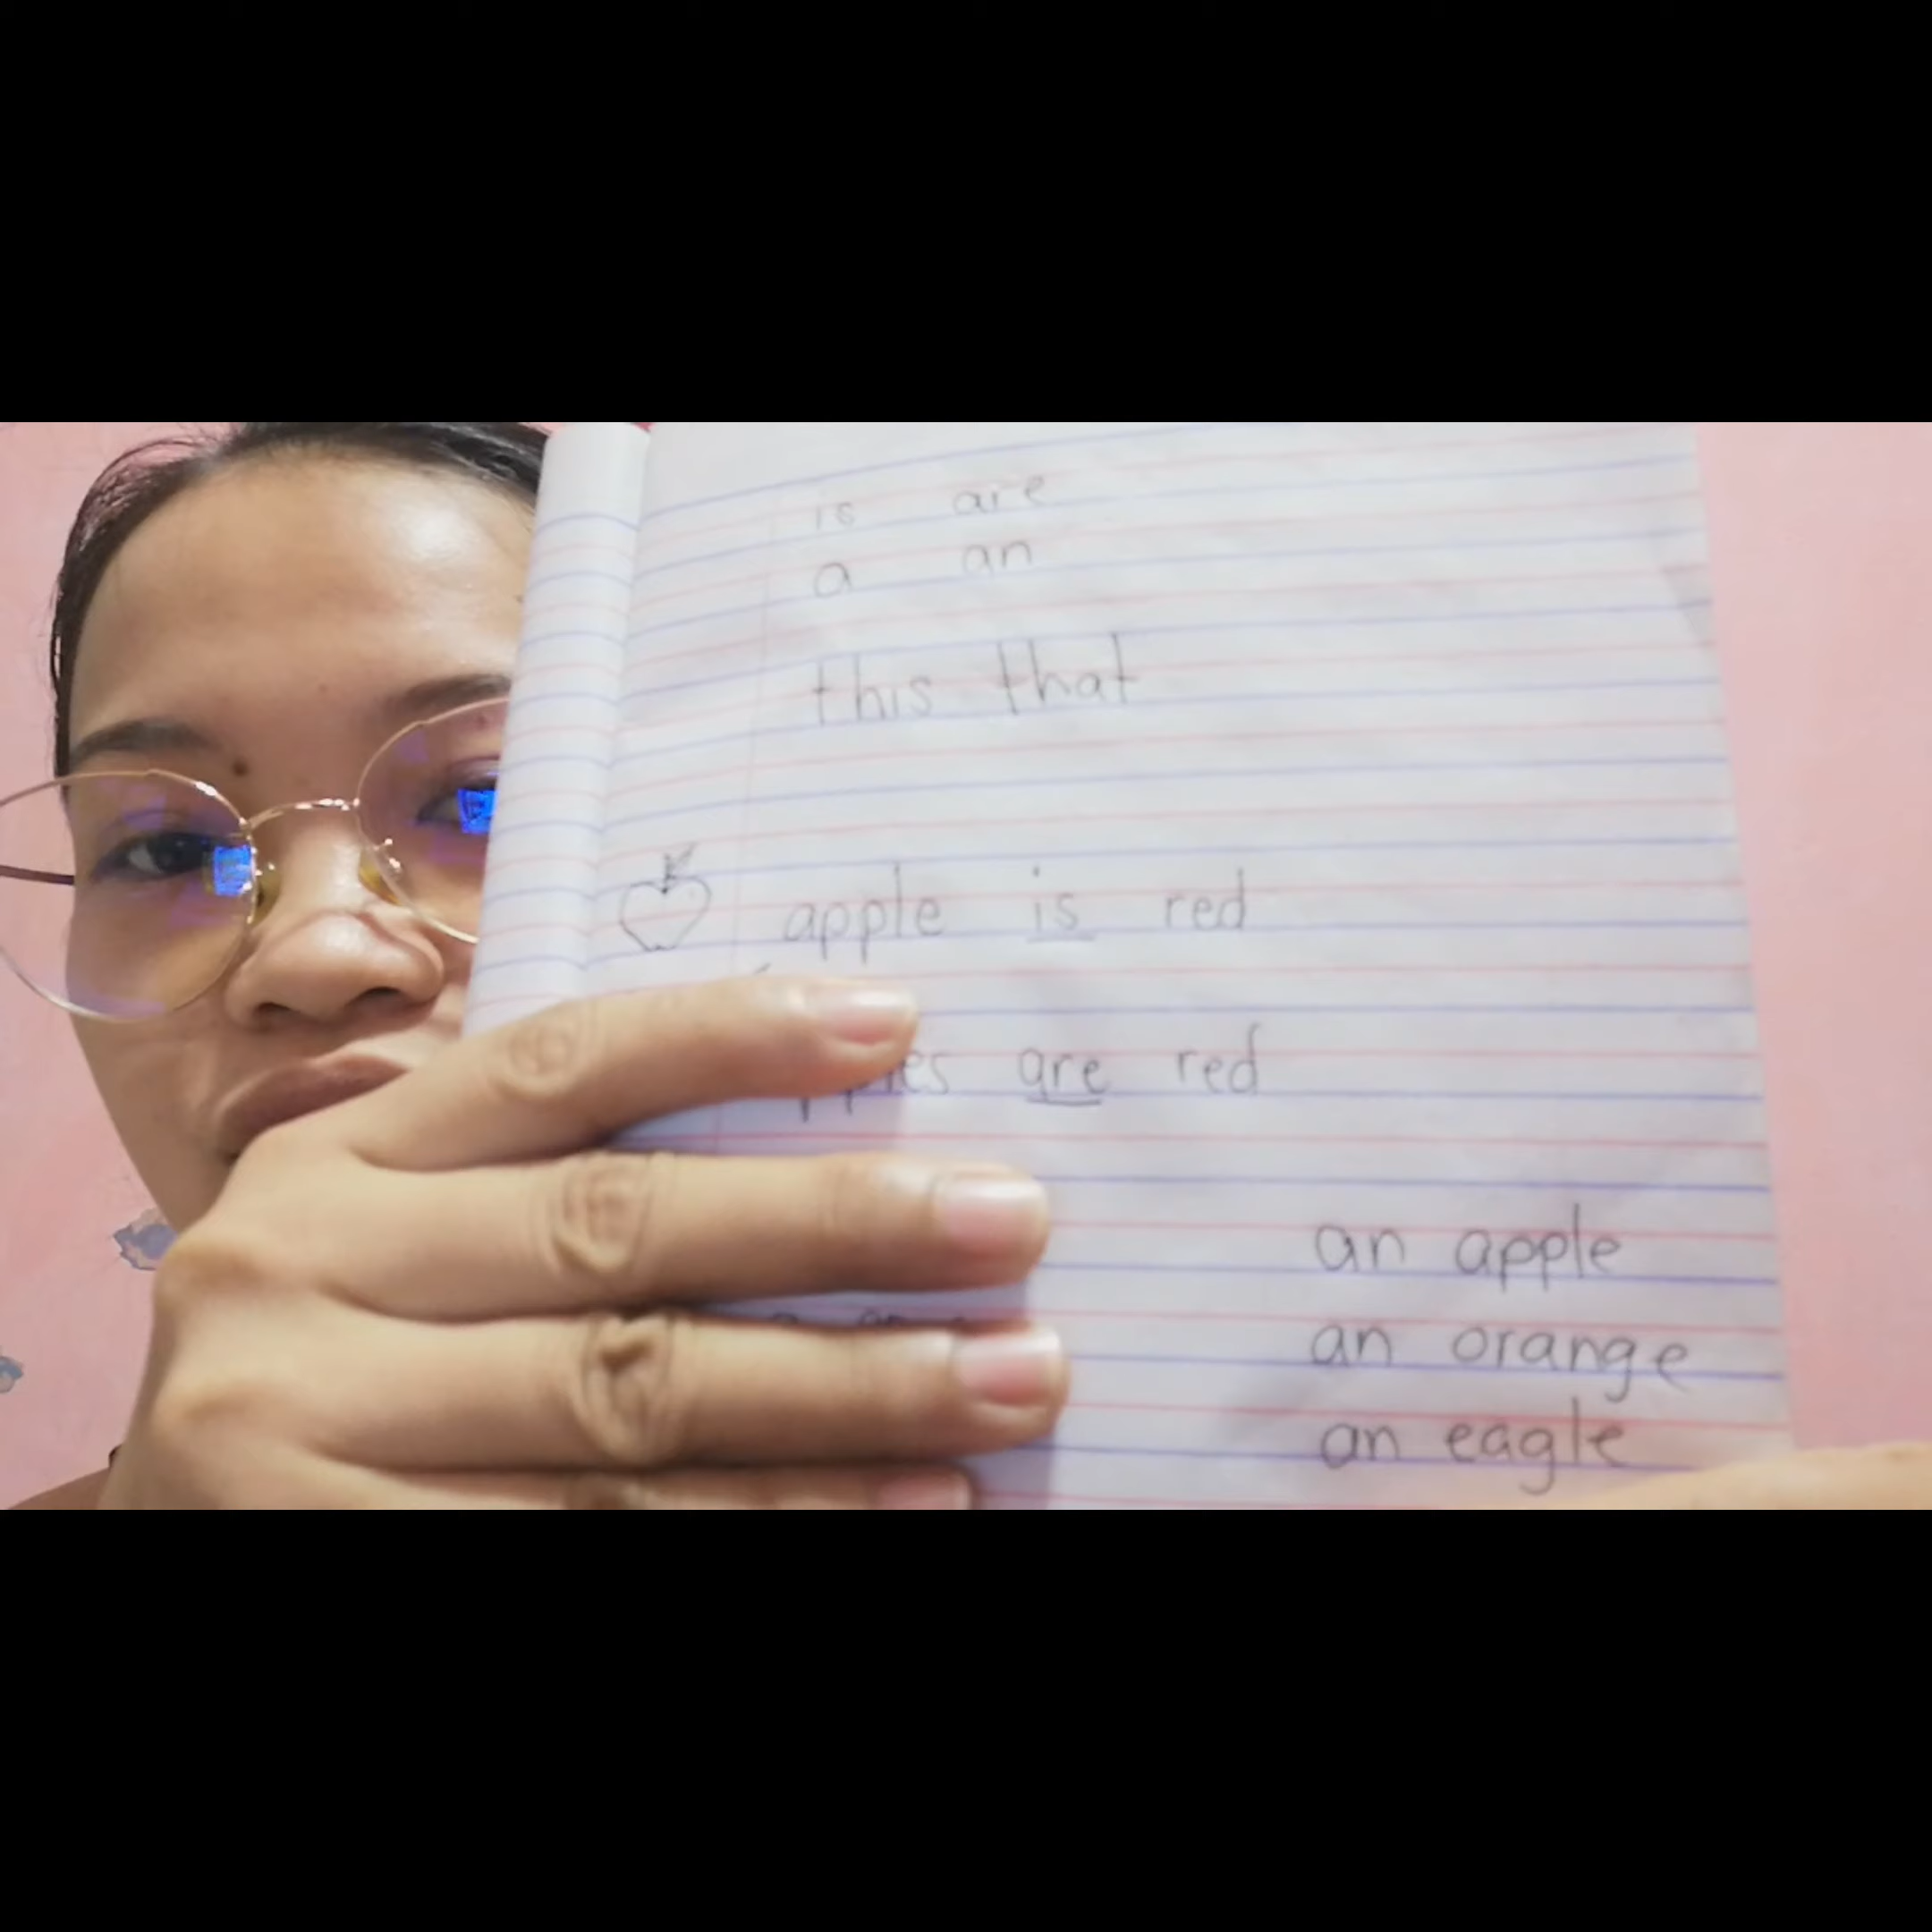 is are
a an
this that
apple is red
are red
an apple
an orange
an eagle